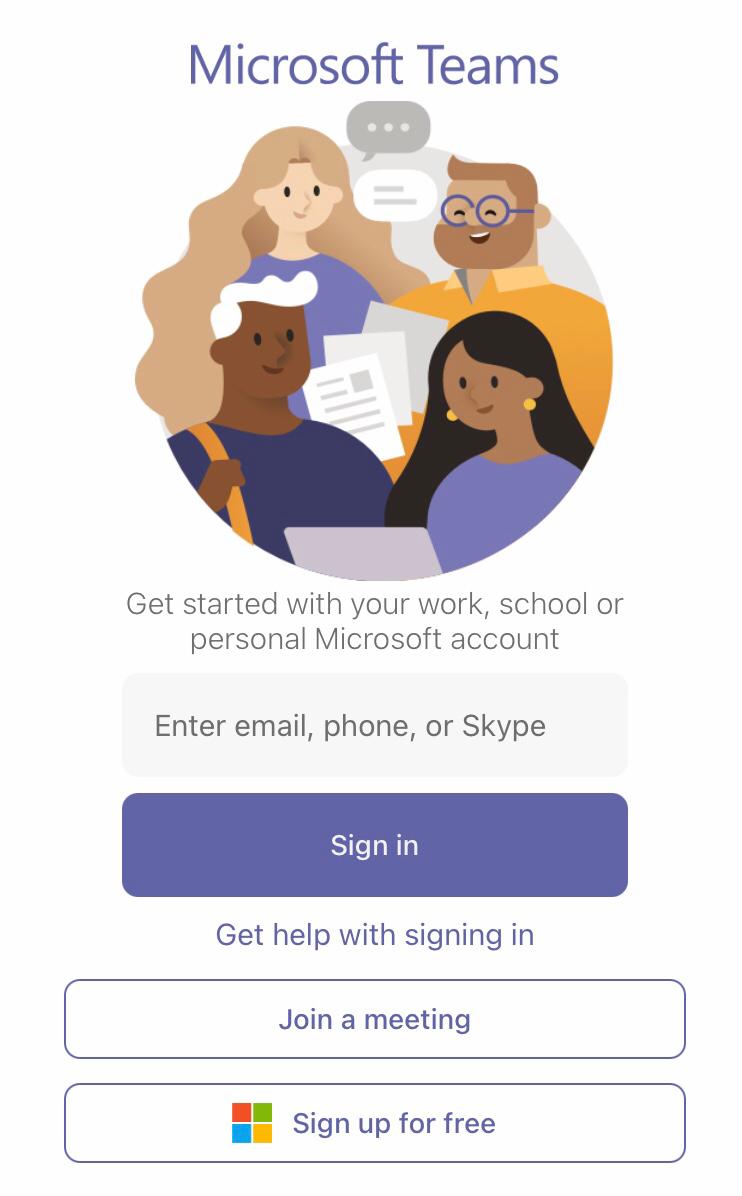 Microsoft Teams
Get started with your work, school or
personal Microsoft account
Enter email, phone, or Skype
Sign in
Get help with signing in
Join a meeting
Sign up for free